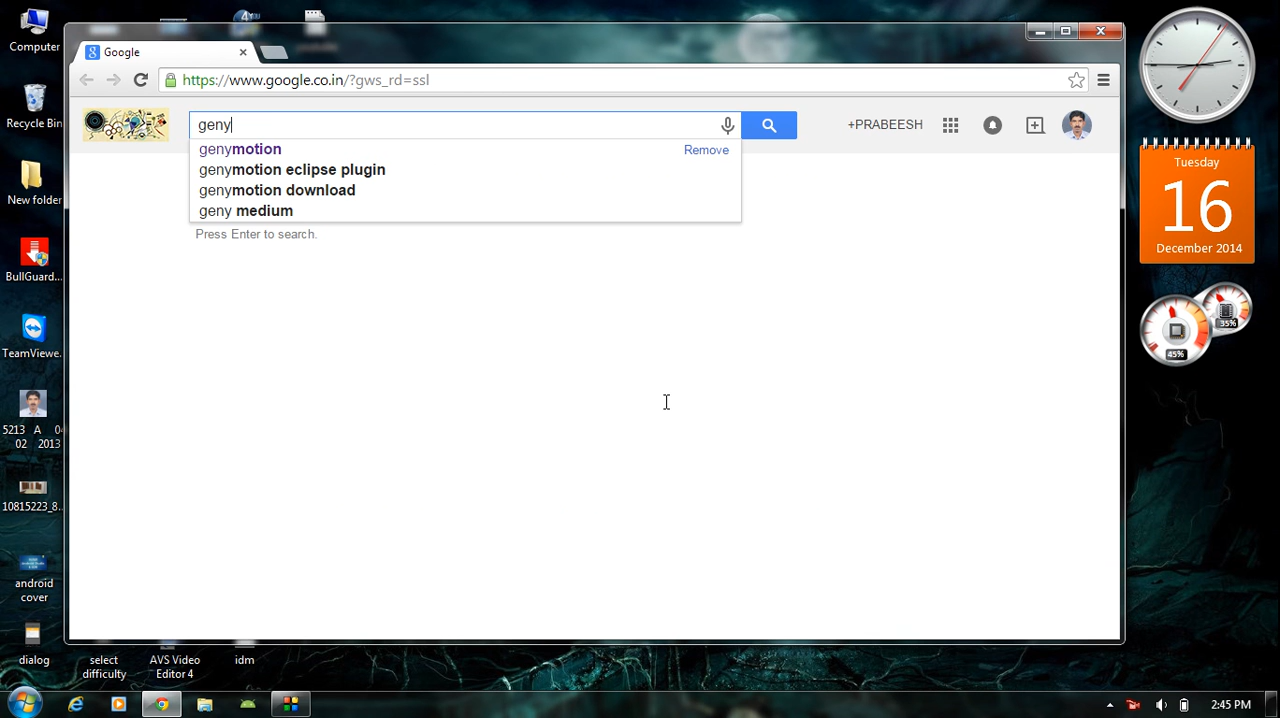 Computer
Recycle Bin
New folder
BullGuard...
TeamViewe...
5213 A 04
02 2013
10815223_8...
android
cover
dialog
select
difficulty
AVS Video
Editor 4
idm
Google
https://www.google.co.in/?gws_rd=ssl
geny
+PRABEESH
genymotion
Remove
genymotion eclipse plugin
genymotion download
geny medium
Press Enter to search.
Tuesday
16
December 2014
35%
45%
2:45 PM